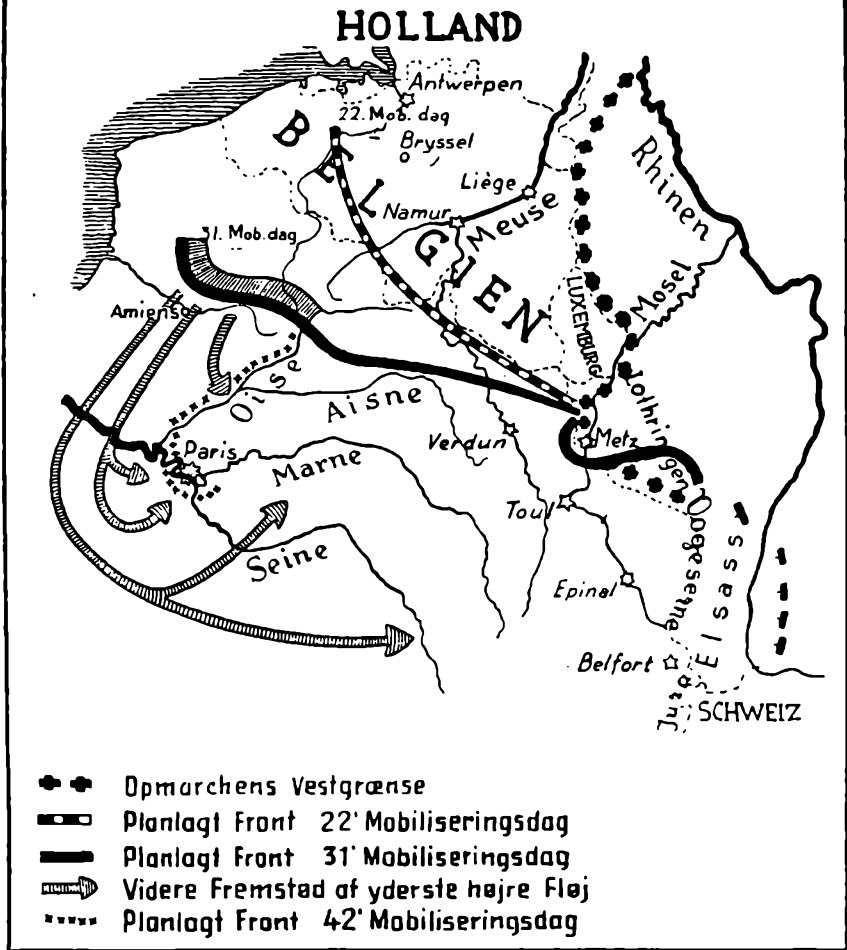 HOLLAND
Antwerpen
22. Mob. dag
Bryssel
BELGIEN
Liège
Namur
Meuse
Rhinen
31. Mob. dag
Mosel
LUXEMBURG
Amiens
Oise
Aisne
Lothringen
Verdun
Metz
Paris
Marne
Toul
Vogeserne
Seine
Elsass
Epinal
Belfort
Jura
SCHWEIZ
Opmarchens Vestgrænse
Planlagt Front 22' Mobiliseringsdag
Planlagt Front 31' Mobiliseringsdag
Videre Fremstød af yderste højre Fløj
Planlagt Front 42' Mobiliseringsdag